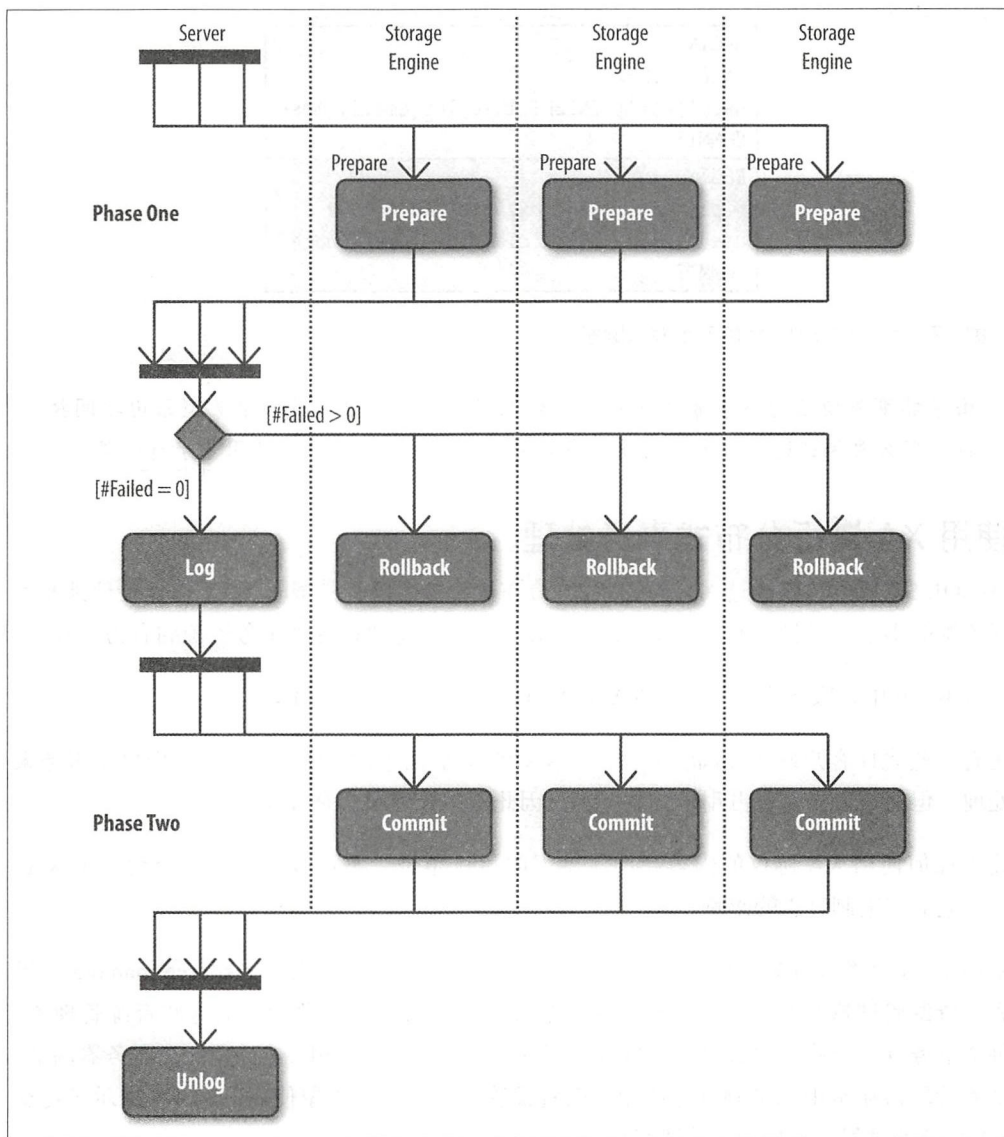 Server
Storage
Engine
Storage
Engine
Storage
Engine
Prepare
Prepare
Prepare
Prepare
Prepare
Prepare
Phase One
[#Failed > 0]
[#Failed = 0]
Log
Rollback
Rollback
Rollback
Phase Two
Commit
Commit
Commit
Unlog